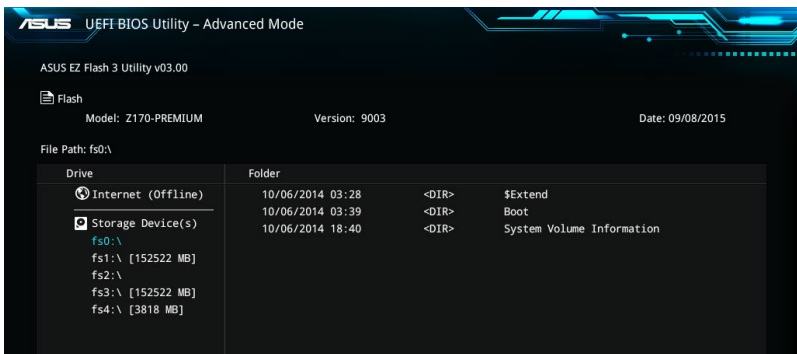 ASUS UEFI BIOS Utility – Advanced Mode
ASUS EZ Flash 3 Utility v03.00
Flash
Model: Z170-PREMIUM Version: 9003 Date: 09/08/2015
File Path: fs0:\
Drive Folder
Internet (Offline) 10/06/2014 03:28 <DIR> $Extend
10/06/2014 03:39 <DIR> Boot
Storage Device(s) 10/06/2014 18:40 <DIR> System Volume Information
fs0:\
fs1:\ [152522 MB]
fs2:\
fs3:\ [152522 MB]
fs4:\ [3818 MB]